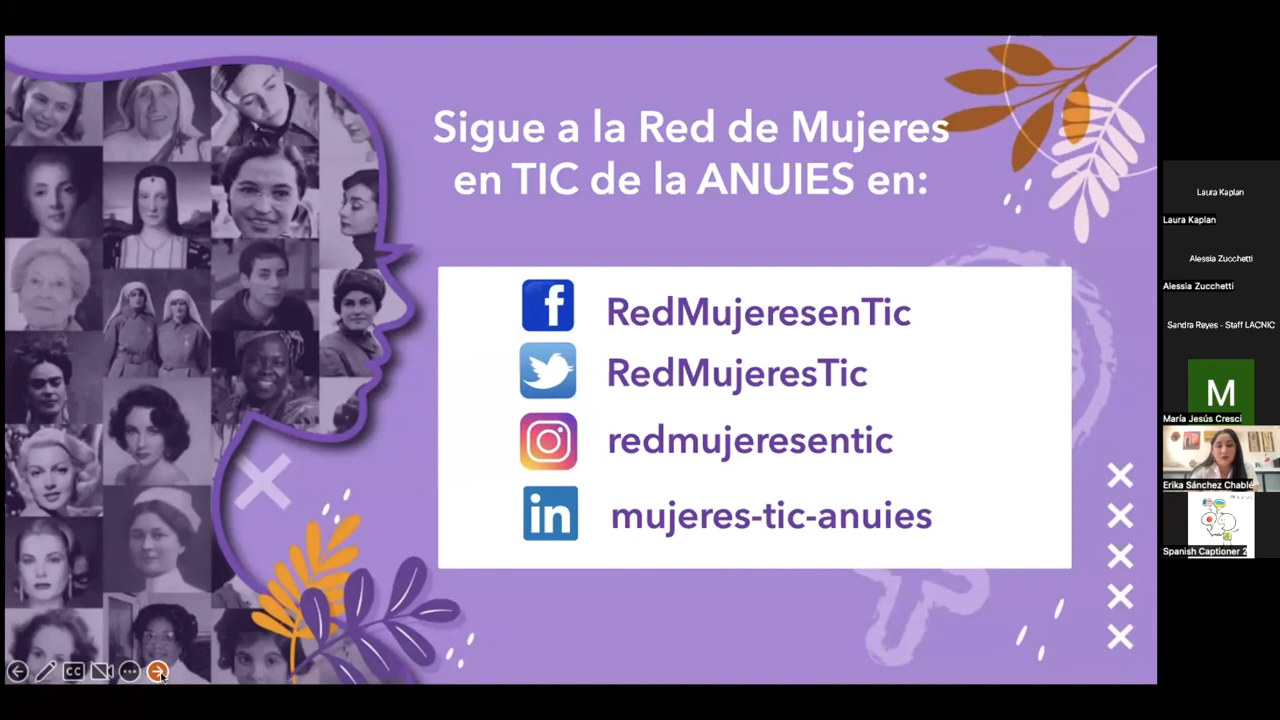 Sigue a la Red de Mujeres
en TIC de la ANUIES en:
RedMujeresenTic
RedMujeresTic
redmujeresentic
in
mujeres-tic-anuies
CC
Laura Kaplan
Laura Kaplan
Alessia Zucchetti
Alessia Zucchetti
Sandra Reyes - Staff LACNIC
M
María Jesús Cresci
Erika Sánchez Chablé
Spanish Captioner 2